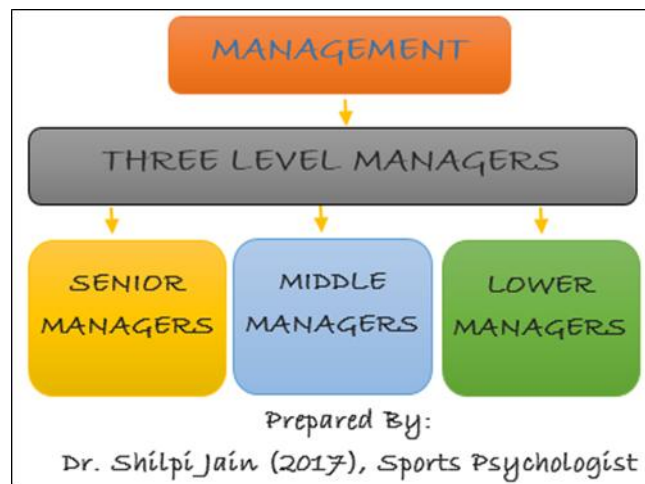 MANAGEMENT
THREE LEVEL MANAGERS
SENIOR
MANAGERS
MIDDLE
MANAGERS
LOWER
MANAGERS
Prepared By:
Dr. Shilpi Jain (2017), Sports Psychologist